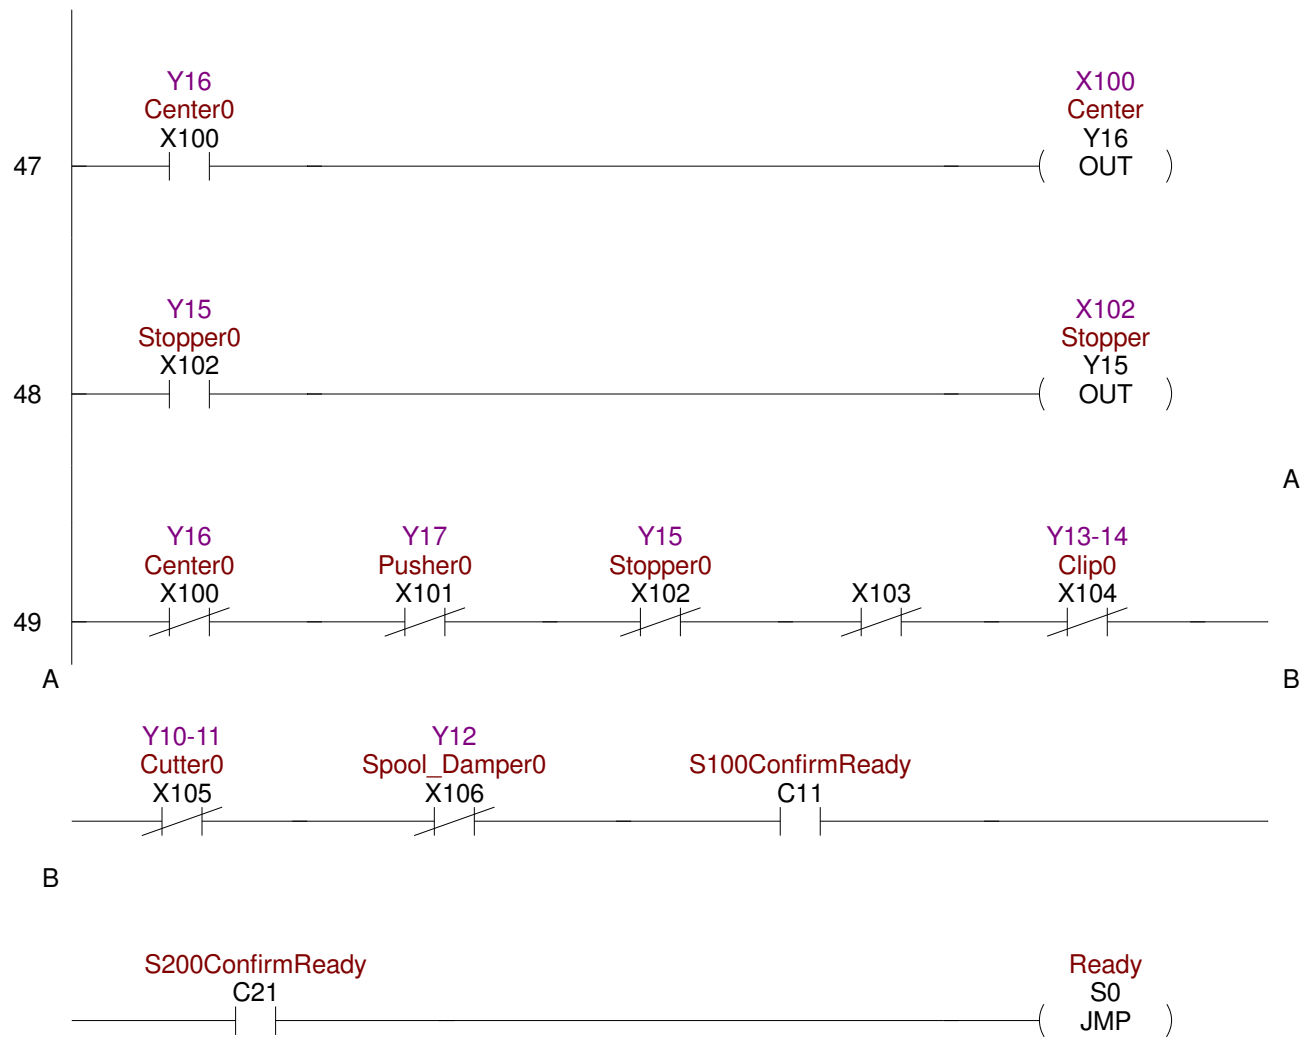 Y16
Center0
X100
X100
Center
Y16
47
OUT
Y15
Stopper0
X102
X102
Stopper
Y15
48
OUT
A
Y16
Center0
X100
Y17
Pusher0
X101
Y15
Stopper0
X102
X103
Y13-14
Clip0
X104
49
A
B
Y10-11
Cutter0
X105
Y12
Spool_Damper0
X106
S100ConfirmReady
C11
B
S200ConfirmReady
C21
Ready
S0
JMP